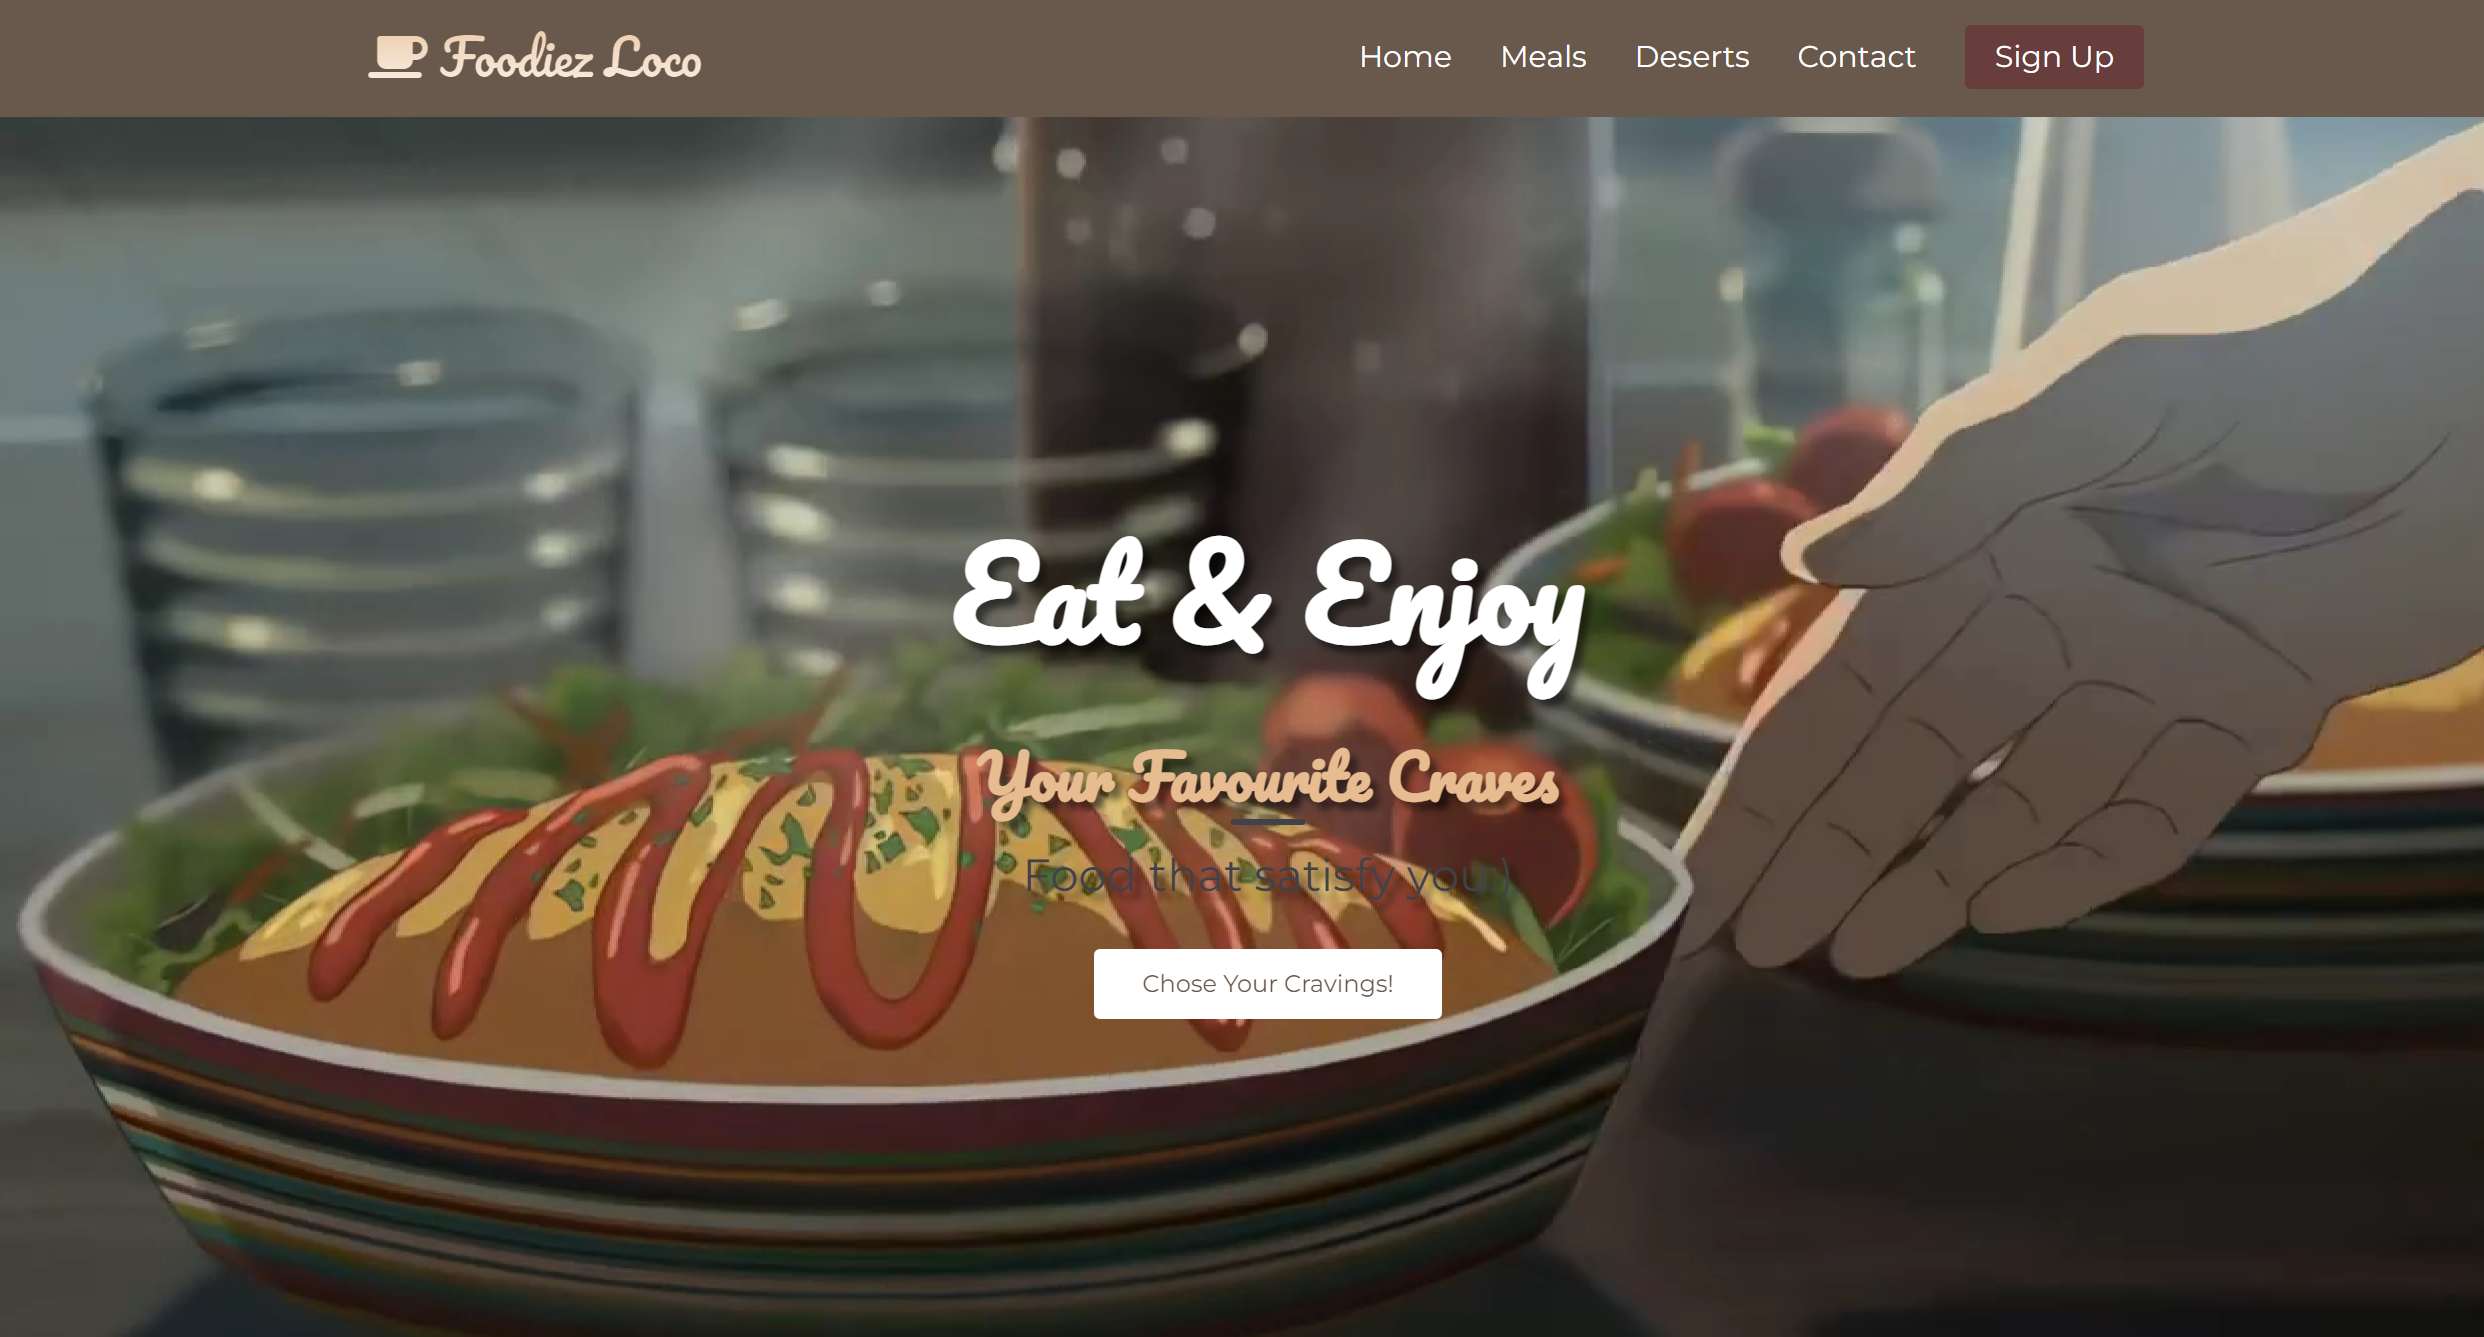 Foodiez Loco
Home Meals Deserts Contact Sign Up
Eat & Enjoy
Your Favourite Craves
Food that satisfy you:)
Chose Your Cravings!